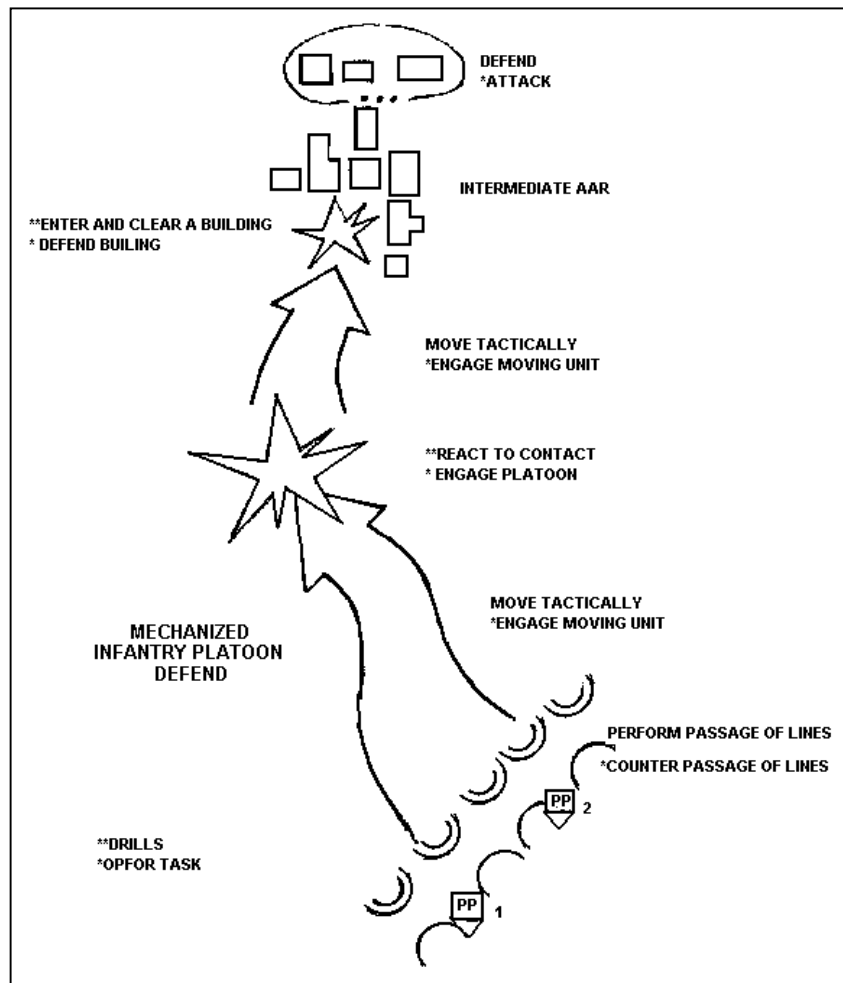 DEFEND
*ATTACK
INTERMEDIATE AAR
**ENTER AND CLEAR A BUILDING
* DEFEND BUILING
MOVE TACTICALLY
*ENGAGE MOVING UNIT
**REACT TO CONTACT
* ENGAGE PLATOON
MOVE TACTICALLY
*ENGAGE MOVING UNIT
MECHANIZED
INFANTRY PLATOON
DEFEND
PERFORM PASSAGE OF LINES
*COUNTER PASSAGE OF LINES
PP 2
**DRILLS
*OPFOR TASK
PP 1